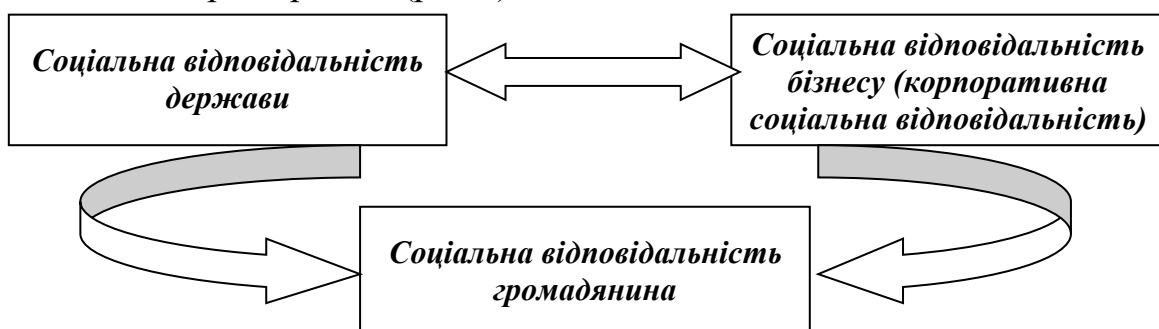 Соціальна відповідальність
держави
Соціальна відповідальність
бізнесу (корпоративна
соціальна відповідальність)
Соціальна відповідальність
громадянина